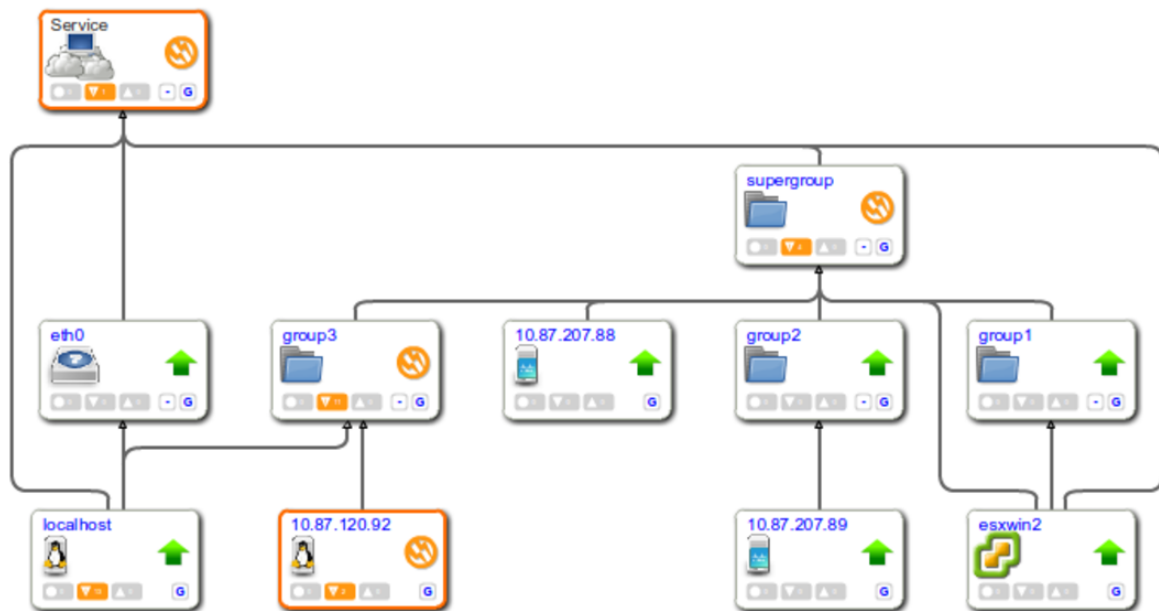 Service
- G
supergroup
- G
eth0
- G
group3
- G
10.87.207.88
G
group2
- G
group1
- G
localhost
G
10.87.120.92
G
10.87.207.89
G
esxwin2
G